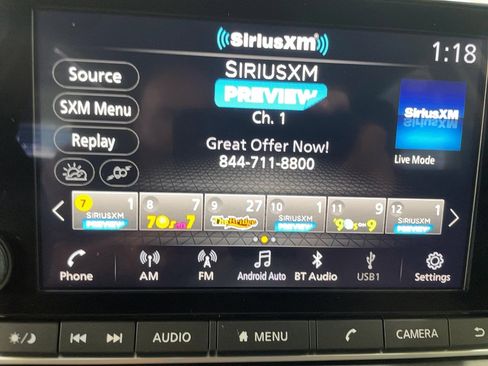 ((SiriusXm))
1:18
Source
SIRIUSXM
PREVIEW
SXM Menu
Ch. 1
SiriusXM
Replay
Great Offer Now!
844-711-8800
Live Mode
7 1 SIRIUSXM PREVIEW
8 7 70s on 7
9 27 The Bridge
10 1 SIRIUSXM PREVIEW
11 9 90s ON 9
12 1 SIRIUSXM PREVIEW
Phone
AM
FM
Android Auto
BT Audio
USB1
Settings
AUDIO
MENU
CAMERA